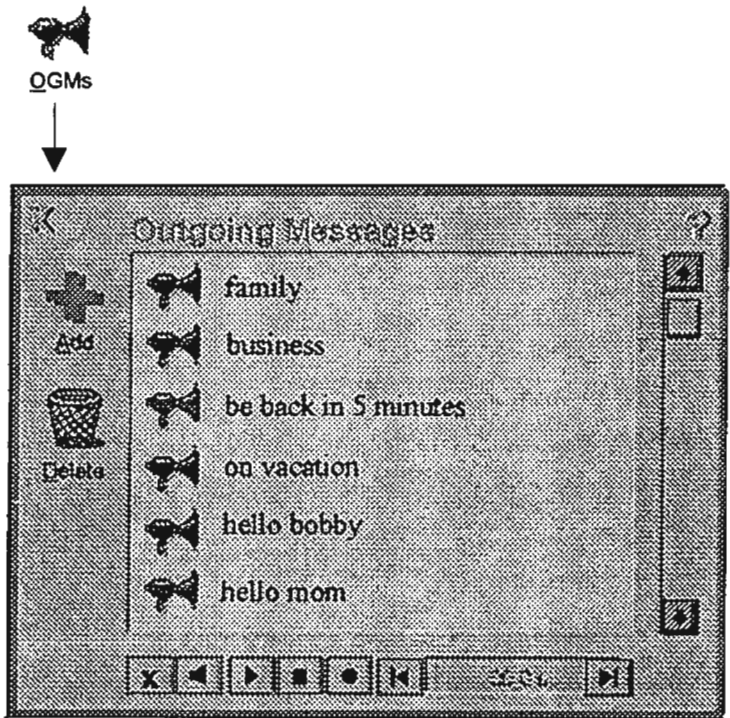 OGMs
Outgoing Messages
?
Add
Delete
family
business
be back in 5 minutes
on vacation
hello bobby
hello mom
x